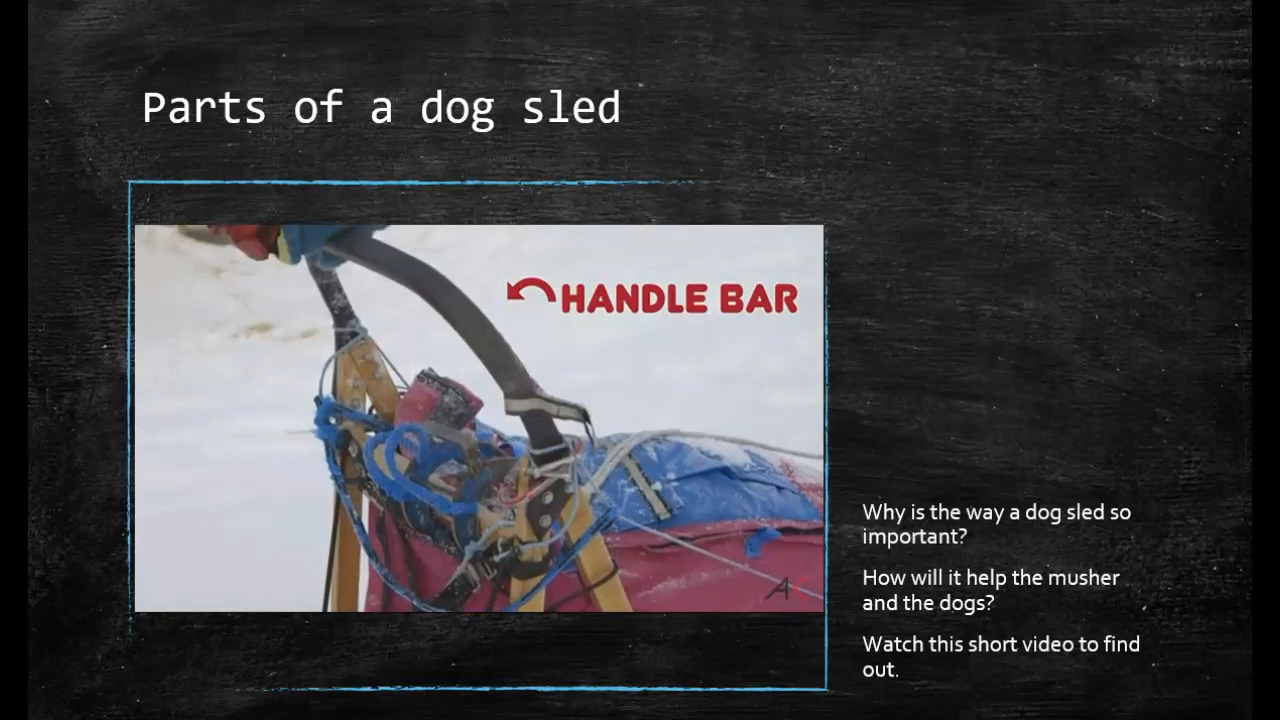 Parts of a dog sled
HANDLE BAR
Why is the way a dog sled so
important?
How will it help the musher
and the dogs?
Watch this short video to find
out.